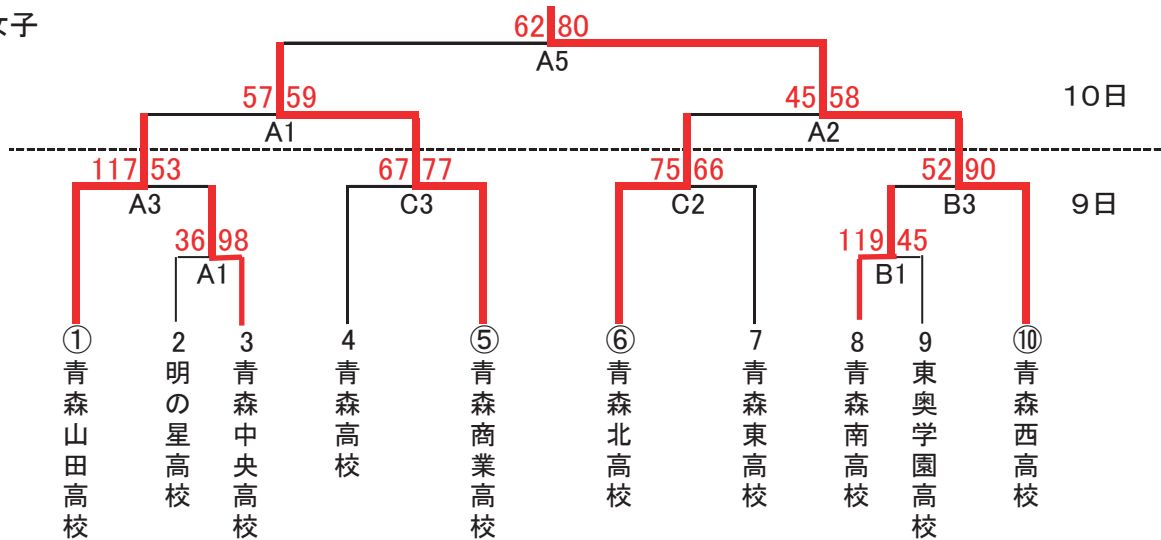 女子
62 80
A5
57 59
45 58
10日
A1
A2
117 53
67 77
75 66
52 90
A3
C3
C2
B3
9日
36 98
119 45
A1
B1
①
2
3
4
⑤
⑥
7
8
9
⑩
青森山田高校
明の星高校
青森中央高校
青森高校
青森商業高校
青森北高校
青森東高校
青森南高校
東奥学園高校
青森西高校